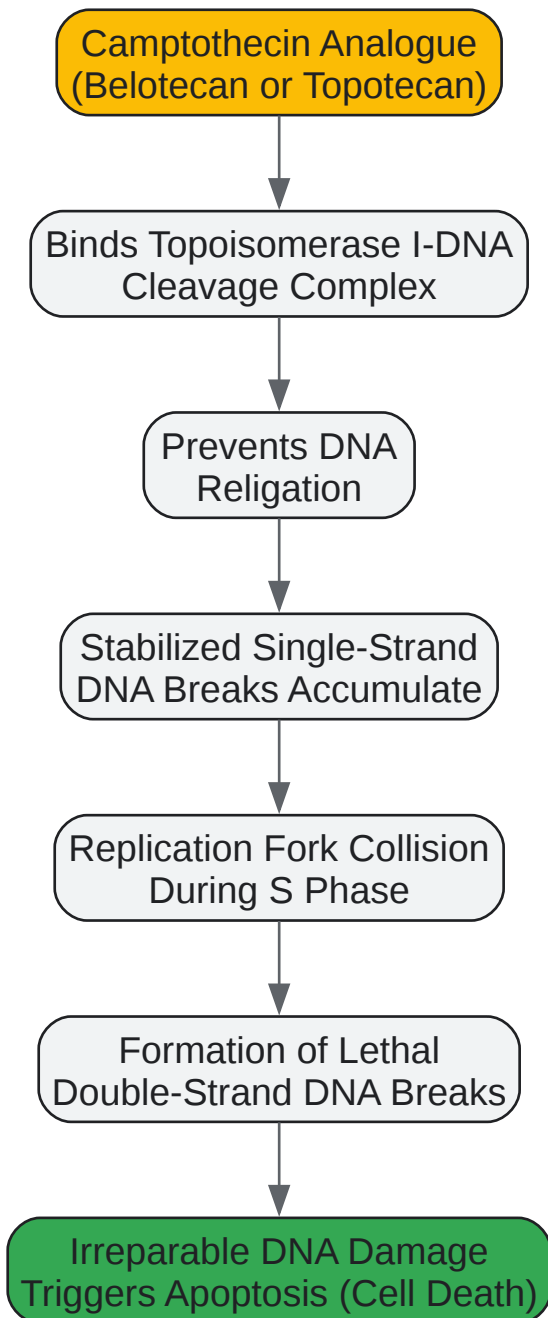 Camptothecin Analogue
(Belotecan or Topotecan)
Binds Topoisomerase I-DNA
Cleavage Complex
Prevents DNA
Religation
Stabilized Single-Strand
DNA Breaks Accumulate
Replication Fork Collision
During S Phase
Formation of Lethal
Double-Strand DNA Breaks
Irreparable DNA Damage
Triggers Apoptosis (Cell Death)